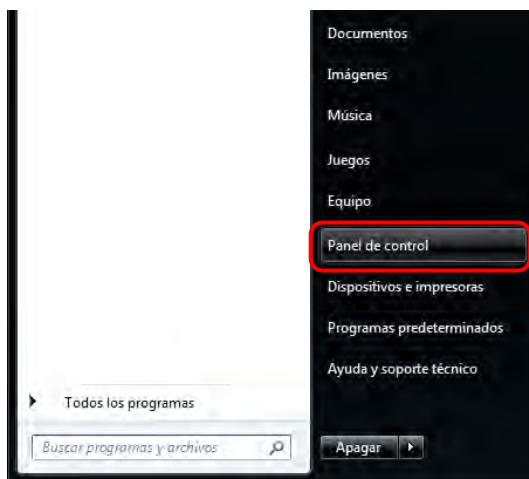 Documentos
Imágenes
Música
Juegos
Equipo
Panel de control
Dispositivos e impresoras
Programas predeterminados
Ayuda y soporte técnico
Todos los programas
Buscar programas y archivos
Apagar